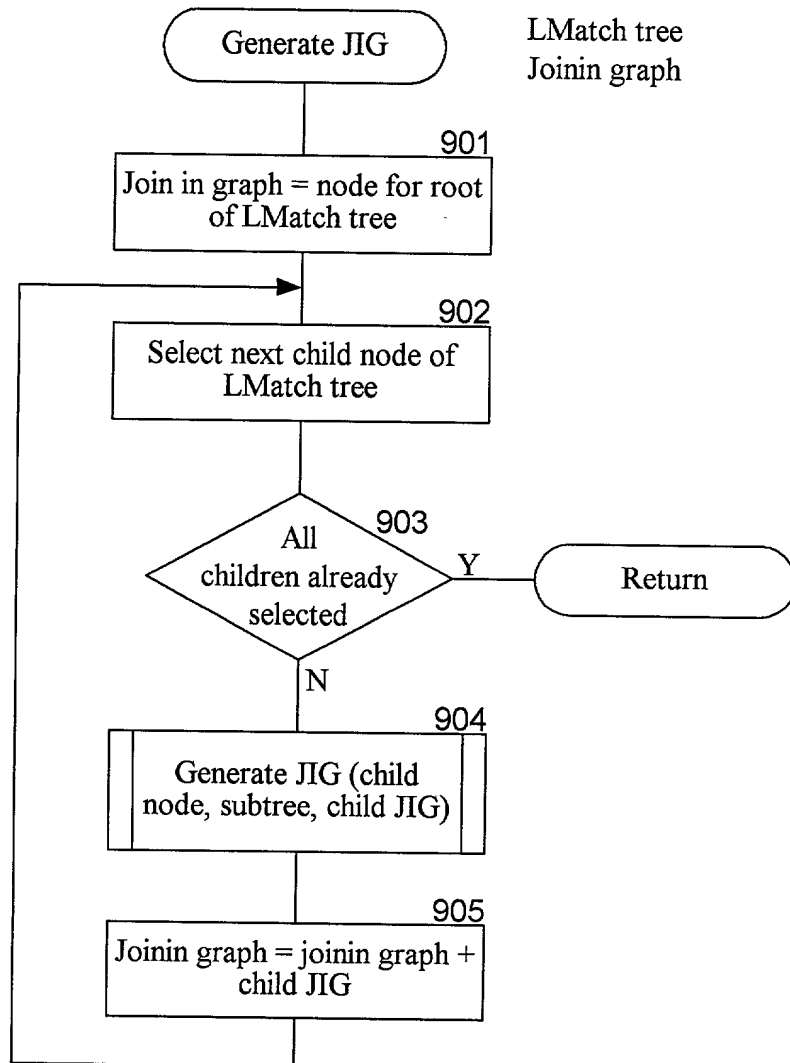 Generate JIG
LMatch tree
Joinin graph
901
Join in graph = node for root
of LMatch tree
902
Select next child node of
LMatch tree
903
All
children already
selected
Y
Return
N
904
Generate JIG (child
node, subtree, child JIG)
905
Joinin graph = joinin graph +
child JIG